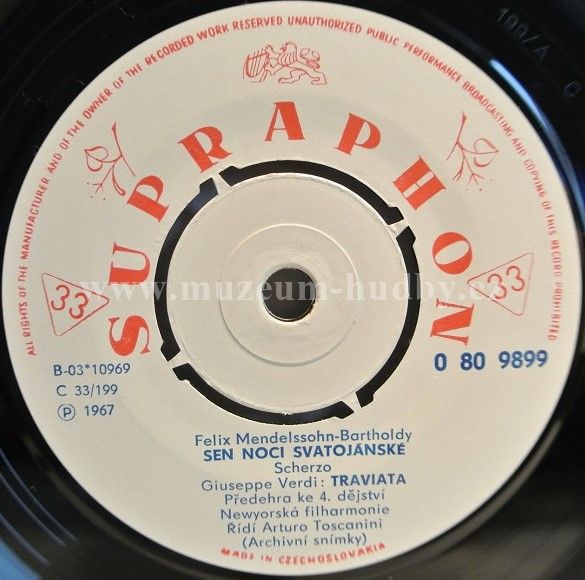 ALL RIGHTS OF THE MANUFACTURER AND OF THE OWNER OF THE RECORDED WORK RESERVED UNAUTHORIZED PUBLIC PERFORMANCE BROADCASTING AND COPYING OF THIS RECORD PROHIBITED
199/A
SUPRAPHON
33
33
www.muzeum-hudby.cz
B-03*10969
0 80 9899
C 33/199
Ⓟ 1967
Felix Mendelssohn-Bartholdy
SEN NOCI SVATOJÁNSKÉ
Scherzo
Giuseppe Verdi: TRAVIATA
Předehra ke 4. dějství
Newyorská filharmonie
Řídí Arturo Toscanini
(Archivní snímky)
MADE IN CZECHOSLOVAKIA